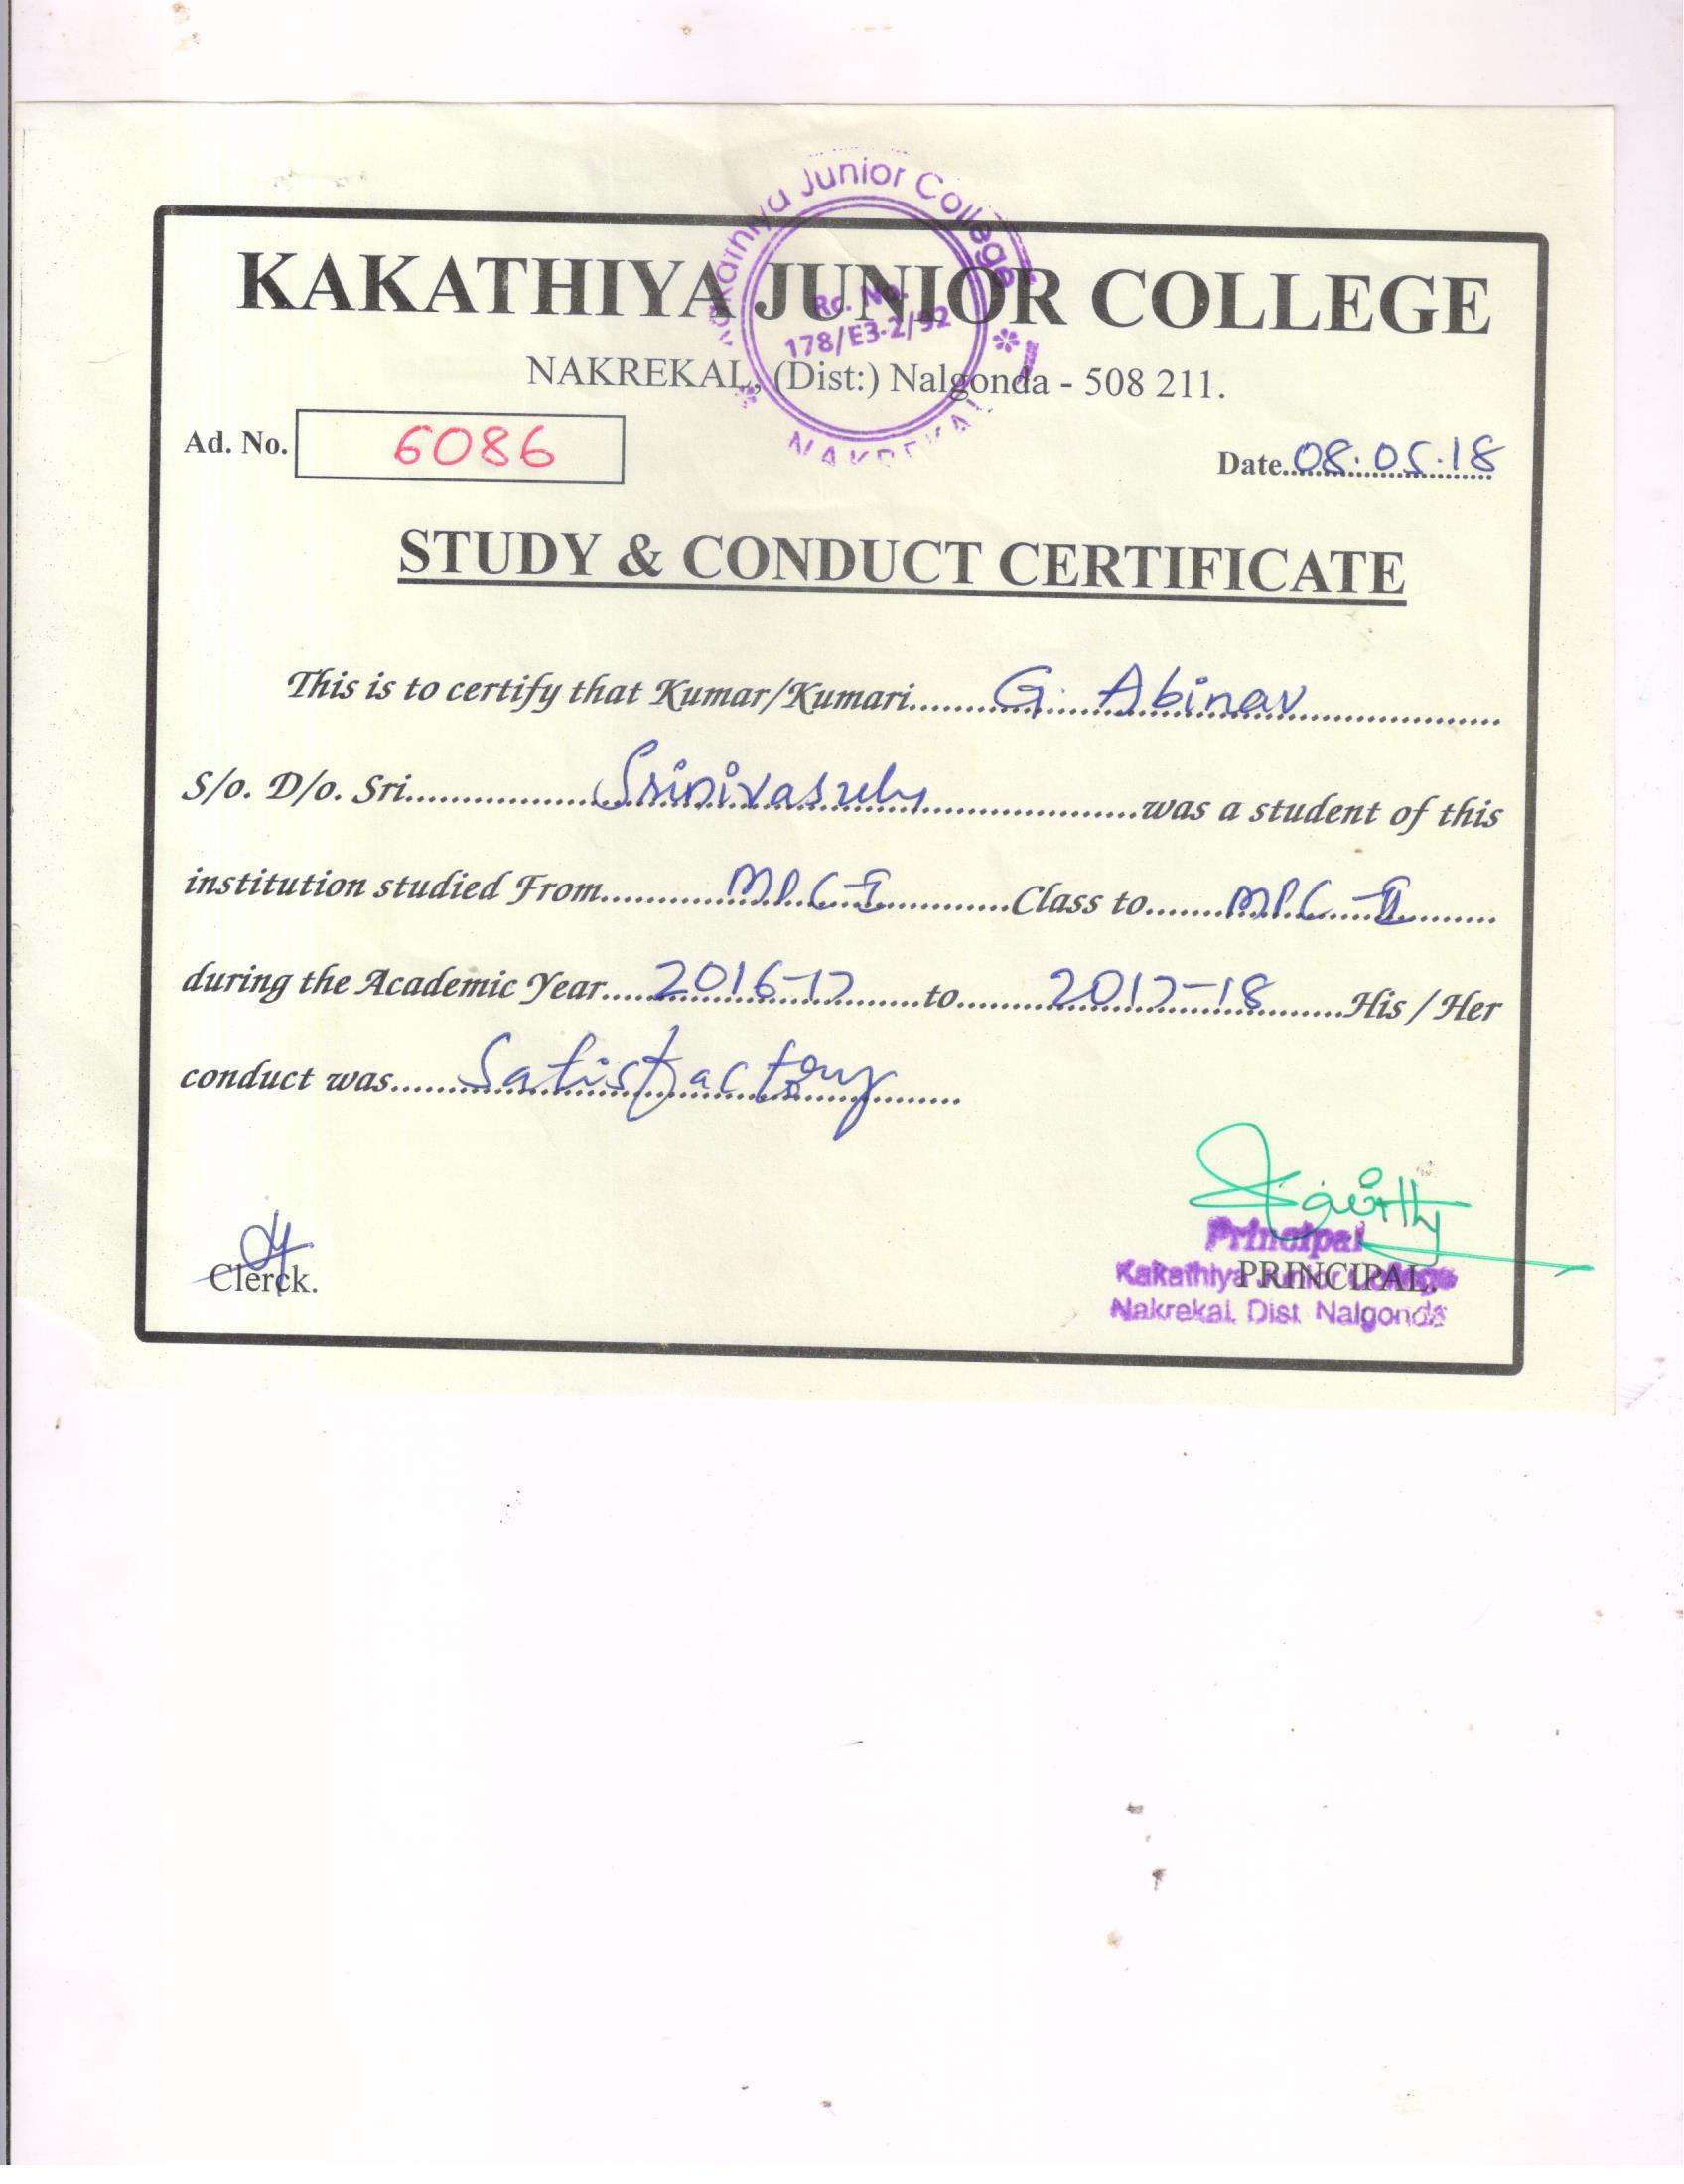 Kakathiya Junior College
KAKATHIYA JUNIOR COLLEGE
Rc. No.
178/E3-2/92
NAKREKAL, (Dist:) Nalgonda - 508 211.
NAKREKAL
Ad. No. 6086
Date 08.05.18
STUDY & CONDUCT CERTIFICATE
This is to certify that Kumar/Kumari G. Abinav
S/o. D/o. Sri Srinivasulu was a student of this
institution studied From MPC-I Class to MPC-II
during the Academic Year 2016-17 to 2017-18 His / Her
conduct was Satisfactory
Principal
Clerck.
PRINCIPAL.
Kakathiya Junior College
Nakrekal, Dist. Nalgonda